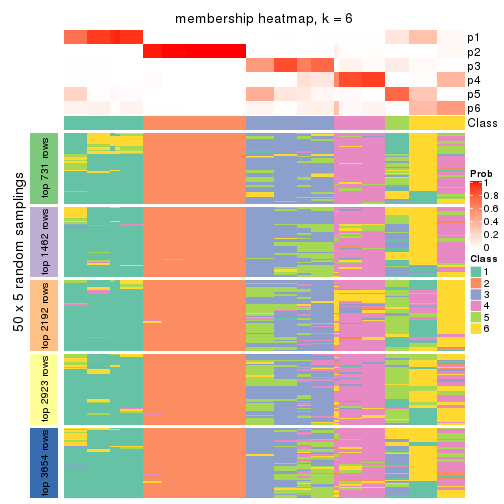 membership heatmap, k = 6
p1
p2
p3
p4
p5
p6
Class
50 x 5 random samplings
top 731 rows
top 1462 rows
top 2192 rows
top 2923 rows
top 3654 rows
Prob
1
0.8
0.6
0.4
0.2
0
Class
1
2
3
4
5
6